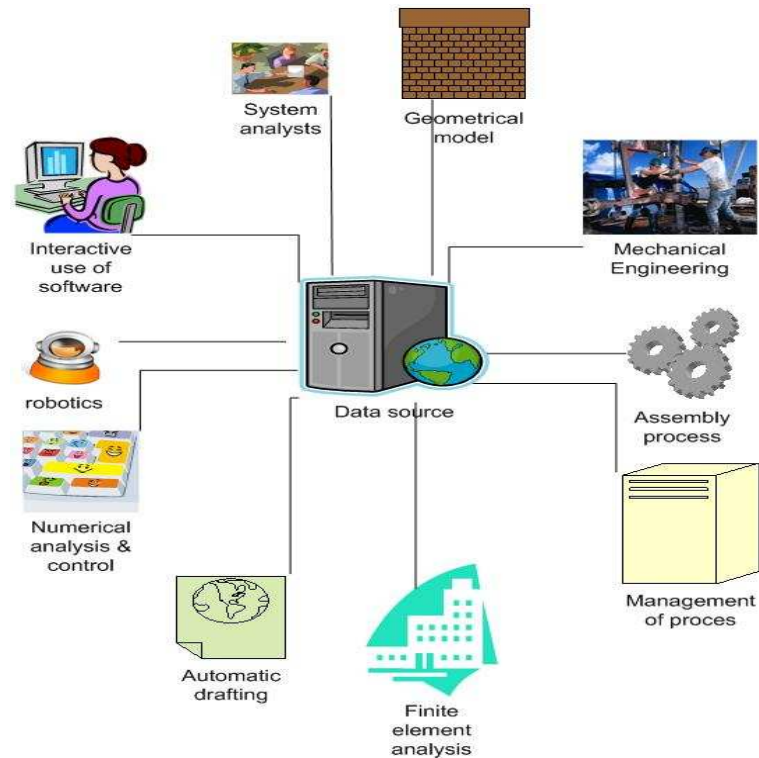 System
analysts
Geometrical
model
Interactive
use of
software
Mechanical
Engineering
robotics
Data source
Assembly
process
Numerical
analysis &
control
Management
of proces
Automatic
drafting
Finite
element
analysis